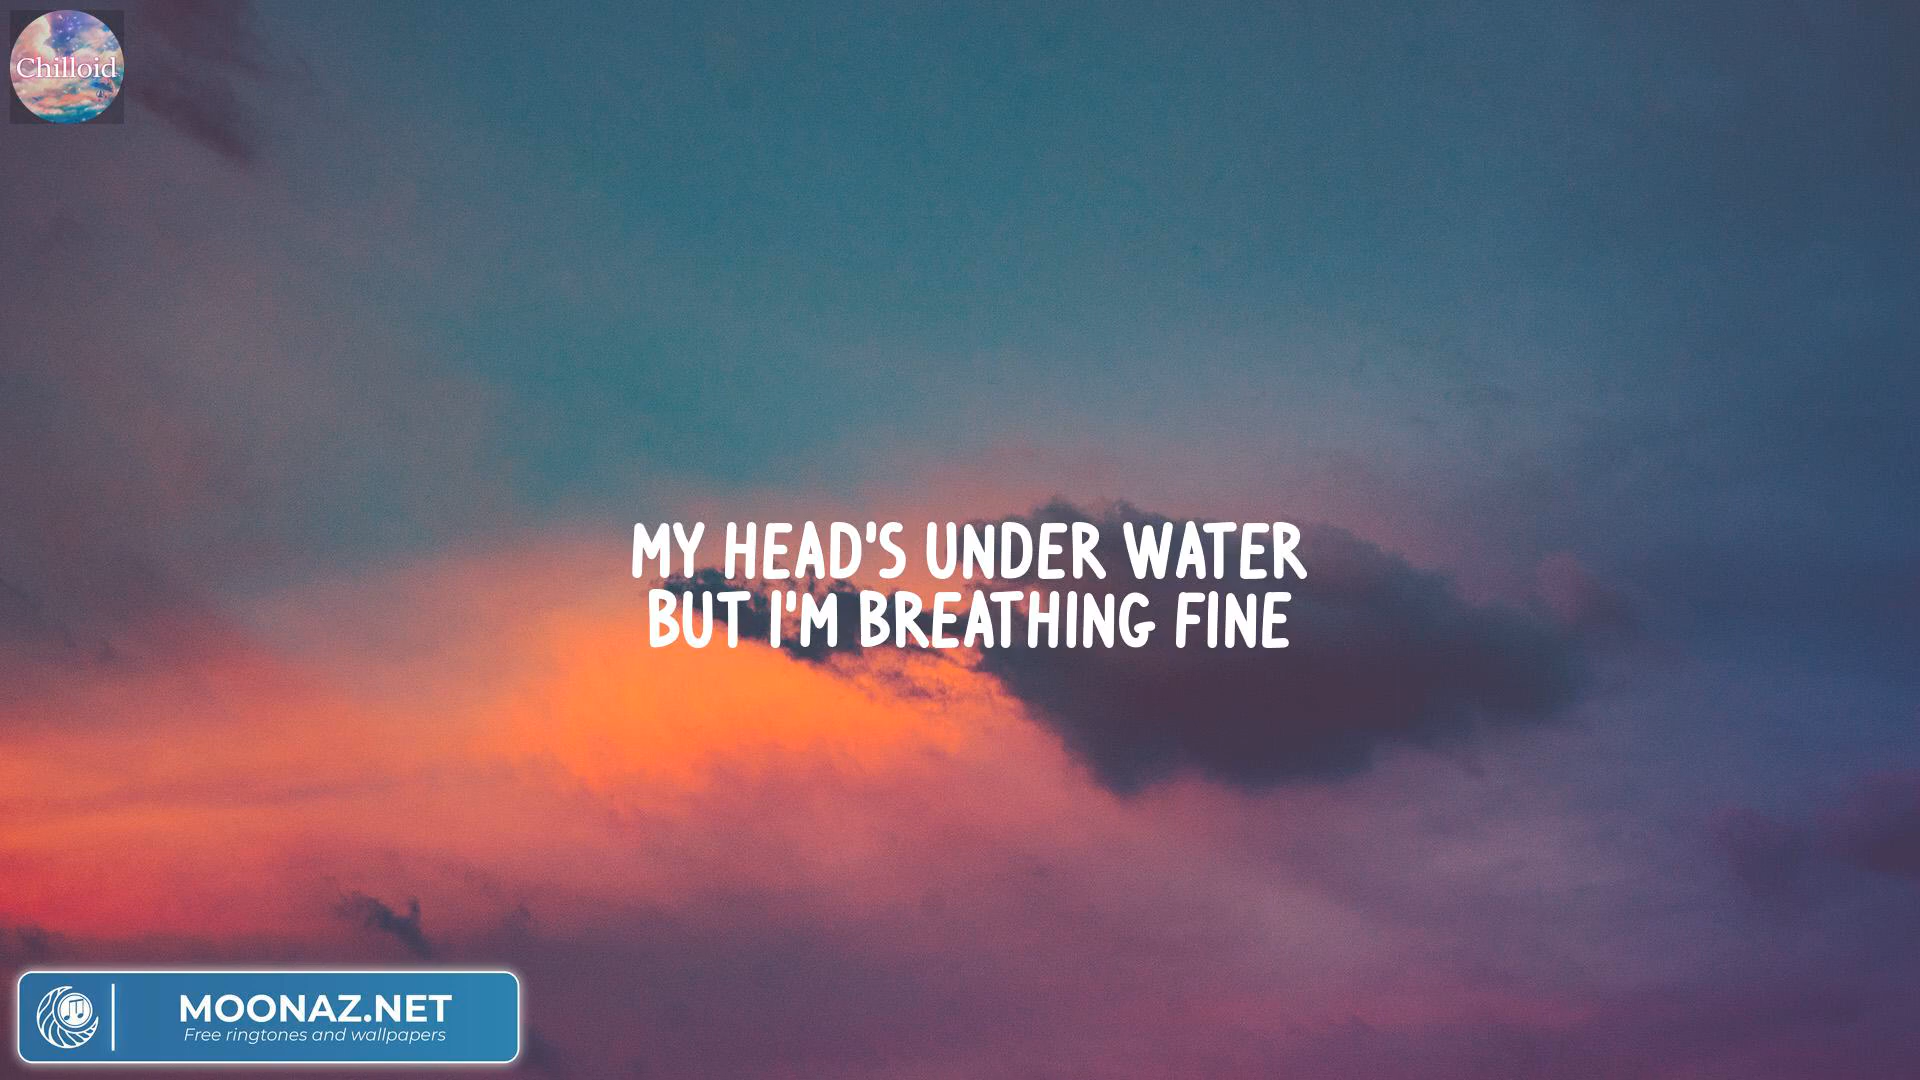 Chilloid
MY HEAD'S UNDER WATER
BUT I'M BREATHING FINE
MOONAZ.NET
Free ringtones and wallpapers